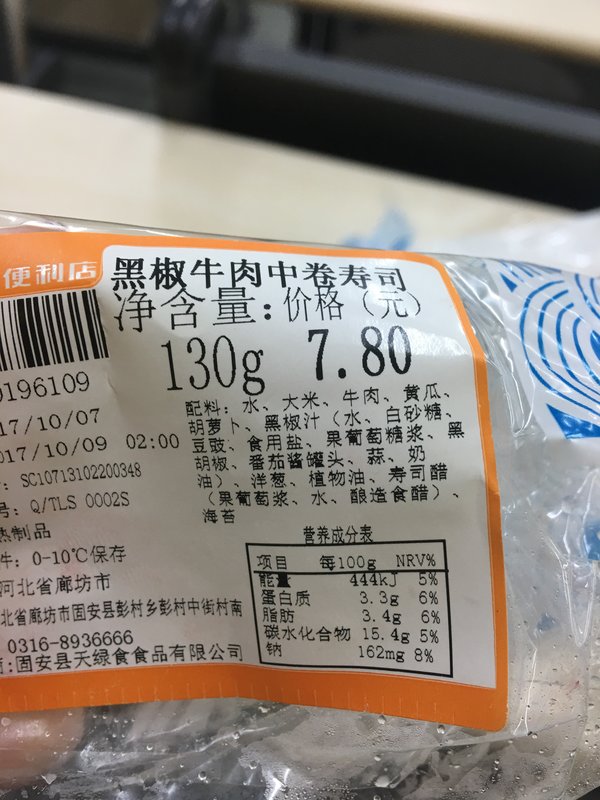 便利店
黑椒牛肉中卷寿司
净含量:价格(元)
130g 7.80
0196109
17/10/07
017/10/09 02:00
: SC10713102200348
号: Q/TLS 0002S
热制品
件: 0-10℃保存
河北省廊坊市
北省廊坊市固安县彭村乡彭村中街村南
0316-8936666
:固安县天绿食食品有限公司
配料: 水、大米、牛肉、黄瓜、
胡萝卜、黑椒汁(水、白砂糖、
豆豉、食用盐、果葡萄糖浆、黑
胡椒、番茄酱罐头、蒜、奶
油)、洋葱、植物油、寿司醋
(果葡萄浆、水、酿造食醋)、
海苔
营养成分表
项目 每100g NRV%
能量 444kJ 5%
蛋白质 3.3g 6%
脂肪 3.4g 6%
碳水化合物 15.4g 5%
钠 162mg 8%